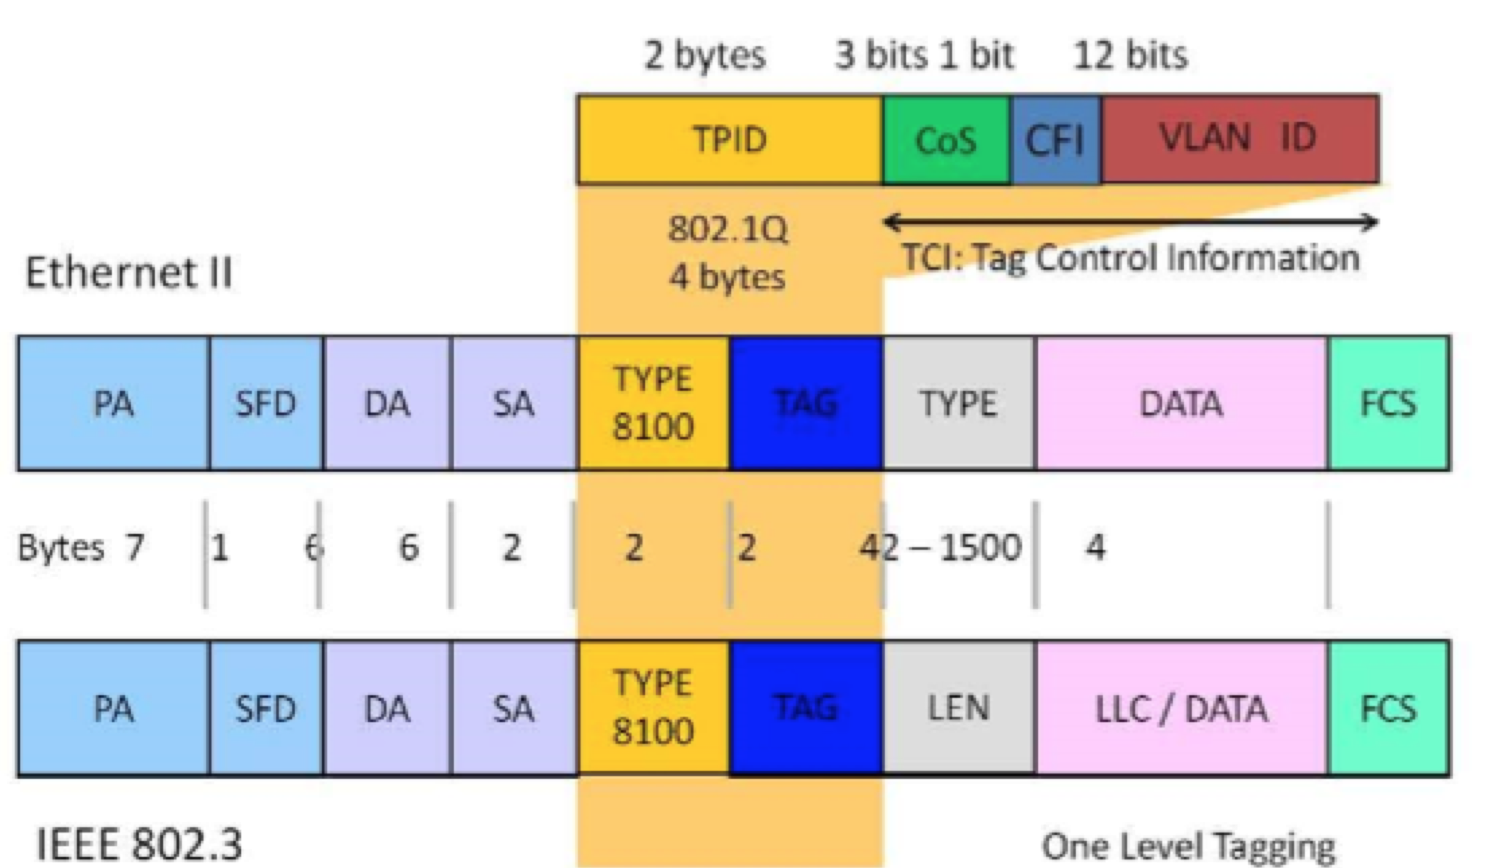 2 bytes 3 bits 1 bit 12 bits
TPID CoS CFI VLAN ID
802.1Q
4 bytes
TCI: Tag Control Information
Ethernet II
PA SFD DA SA TYPE 8100 TAG TYPE DATA FCS
Bytes 7 1 6 6 2 2 2 42 – 1500 4
PA SFD DA SA TYPE 8100 TAG LEN LLC / DATA FCS
IEEE 802.3
One Level Tagging